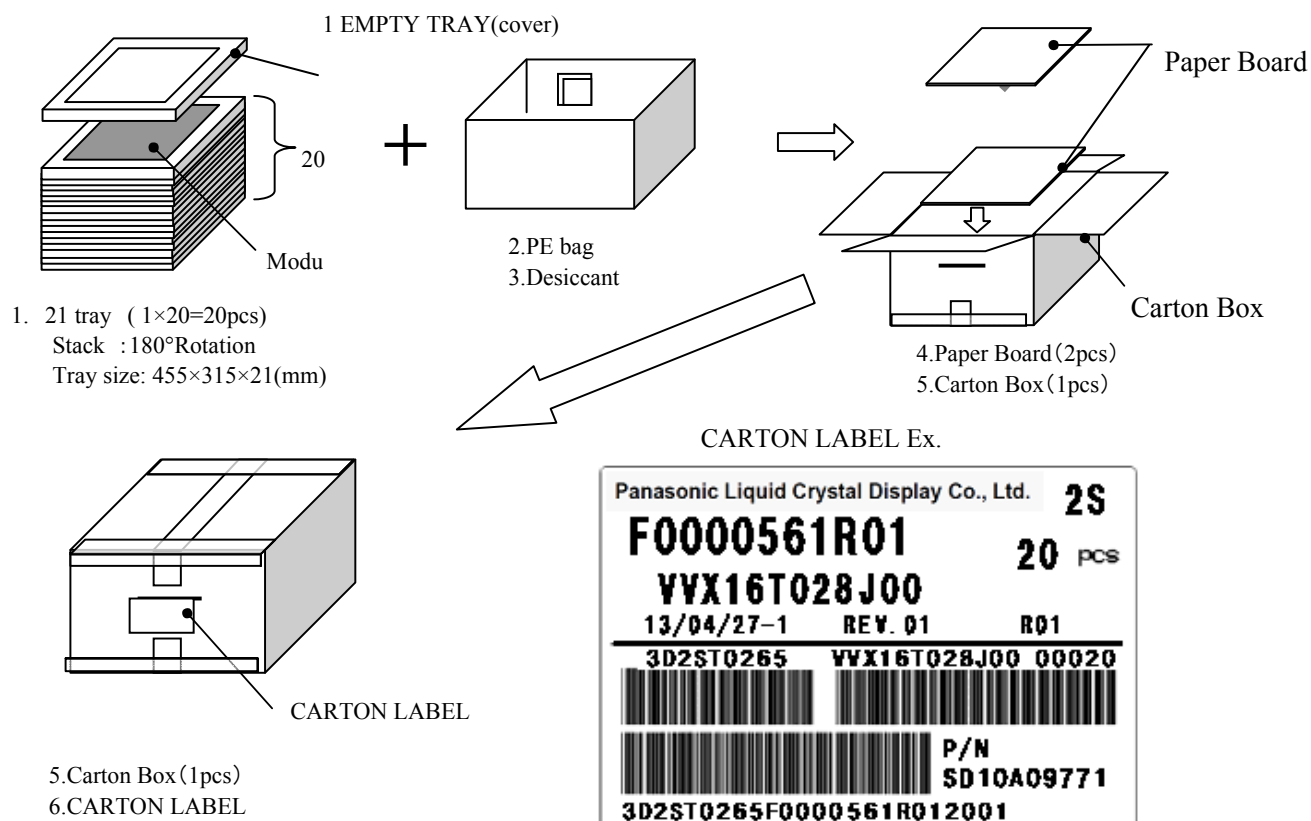 1 EMPTY TRAY(cover)
Paper Board
20
Modu
2.PE bag
3.Desiccant
Carton Box
1. 21 tray ( 1×20=20pcs)
Stack :180°Rotation
Tray size: 455×315×21(mm)
4.Paper Board(2pcs)
5.Carton Box(1pcs)
CARTON LABEL Ex.
Panasonic Liquid Crystal Display Co., Ltd. 2S
F0000561R01
20 pcs
VVX16T028J00
13/04/27-1 REV. 01 R01
3D2ST0265 VVX16T028J00 00020
P/N
SD10A09771
3D2ST0265F0000561R012001
CARTON LABEL
5.Carton Box(1pcs)
6.CARTON LABEL